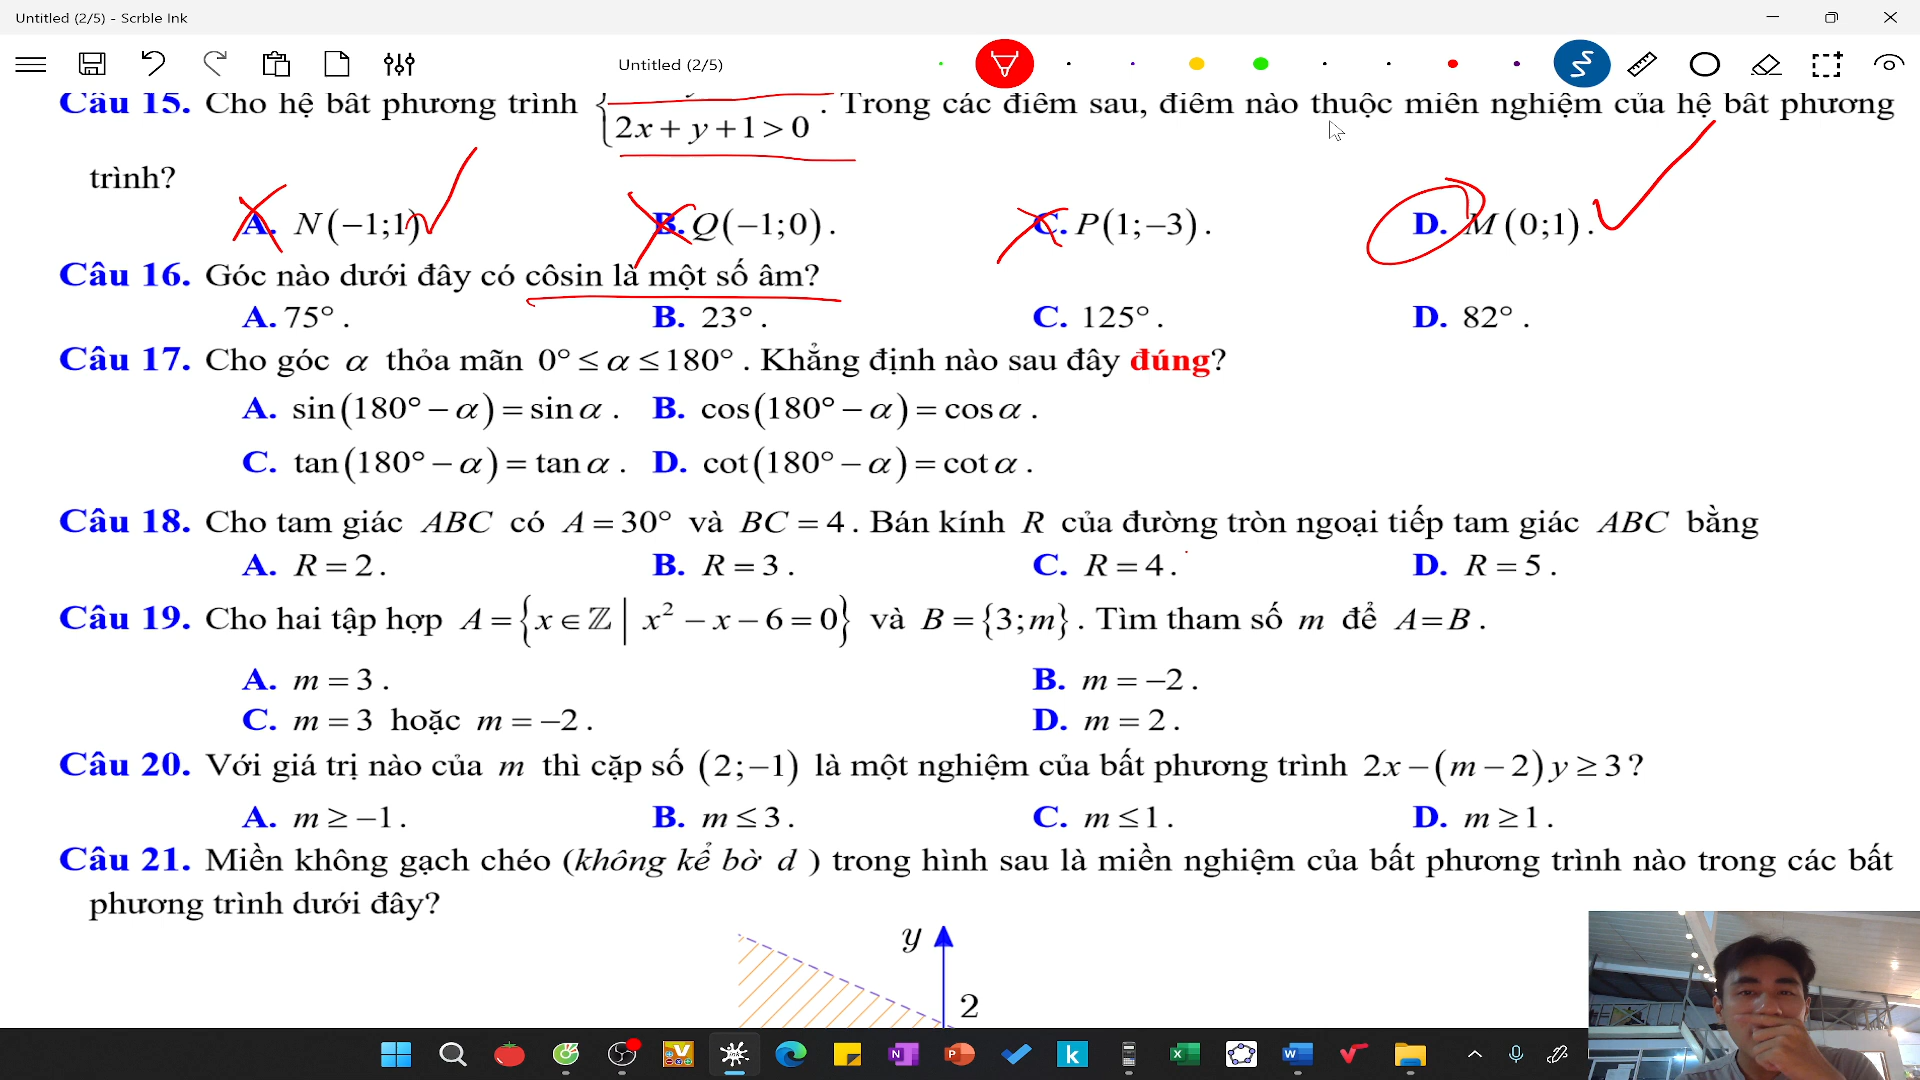 Untitled (2/5) - Scrble Ink
Untitled (2/5)
Câu 15. Cho hệ bất phương trình { 2x + y + 1 > 0 . Trong các điểm sau, điểm nào thuộc miền nghiệm của hệ bất phương
trình?
A. N(−1;1) B. Q(−1;0). C. P(1;−3). D. M(0;1).
Câu 16. Góc nào dưới đây có côsin là một số âm?
A. 75°. B. 23°. C. 125°. D. 82°.
Câu 17. Cho góc α thỏa mãn 0° ≤ α ≤ 180°. Khẳng định nào sau đây đúng?
A. sin(180° − α) = sin α. B. cos(180° − α) = cos α.
C. tan(180° − α) = tan α. D. cot(180° − α) = cot α.
Câu 18. Cho tam giác ABC có A = 30° và BC = 4. Bán kính R của đường tròn ngoại tiếp tam giác ABC bằng
A. R = 2. B. R = 3. C. R = 4. D. R = 5.
Câu 19. Cho hai tập hợp A = {x ∈ ℤ | x² − x − 6 = 0} và B = {3; m}. Tìm tham số m để A = B.
A. m = 3. B. m = −2.
C. m = 3 hoặc m = −2. D. m = 2.
Câu 20. Với giá trị nào của m thì cặp số (2;−1) là một nghiệm của bất phương trình 2x − (m − 2)y ≥ 3?
A. m ≥ −1. B. m ≤ 3. C. m ≤ 1. D. m ≥ 1.
Câu 21. Miền không gạch chéo (không kể bờ d) trong hình sau là miền nghiệm của bất phương trình nào trong các bất
phương trình dưới đây?
y
2